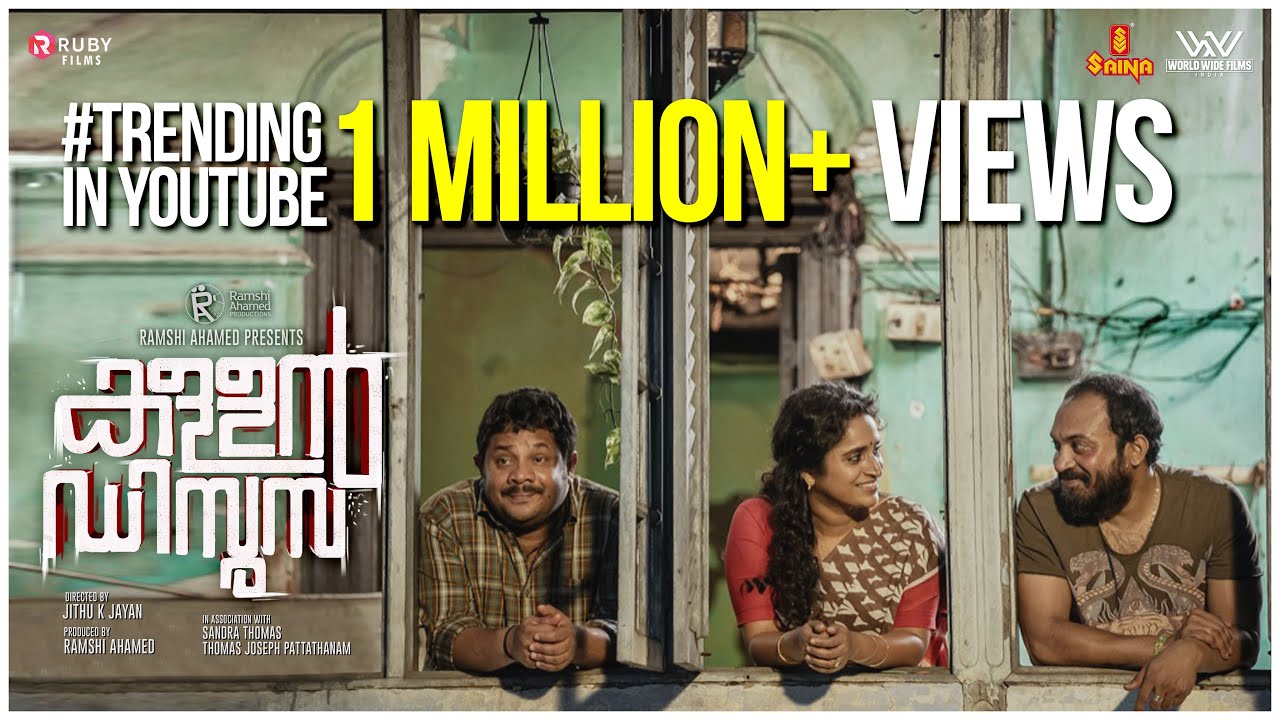 RUBY
FILMS
SAINA
WORLD WIDE FILMS
INDIA
#TRENDING
IN YOUTUBE
1 MILLION+ VIEWS
Ramshi
Ahamed
PRODUCTIONS
RAMSHI AHAMED PRESENTS
കള്ളൻ
ഡിസൂസ
DIRECTED BY
JITHU K JAYAN
PRODUCED BY
RAMSHI AHAMED
IN ASSOCIATION WITH
SANDRA THOMAS
THOMAS JOSEPH PATTATHANAM